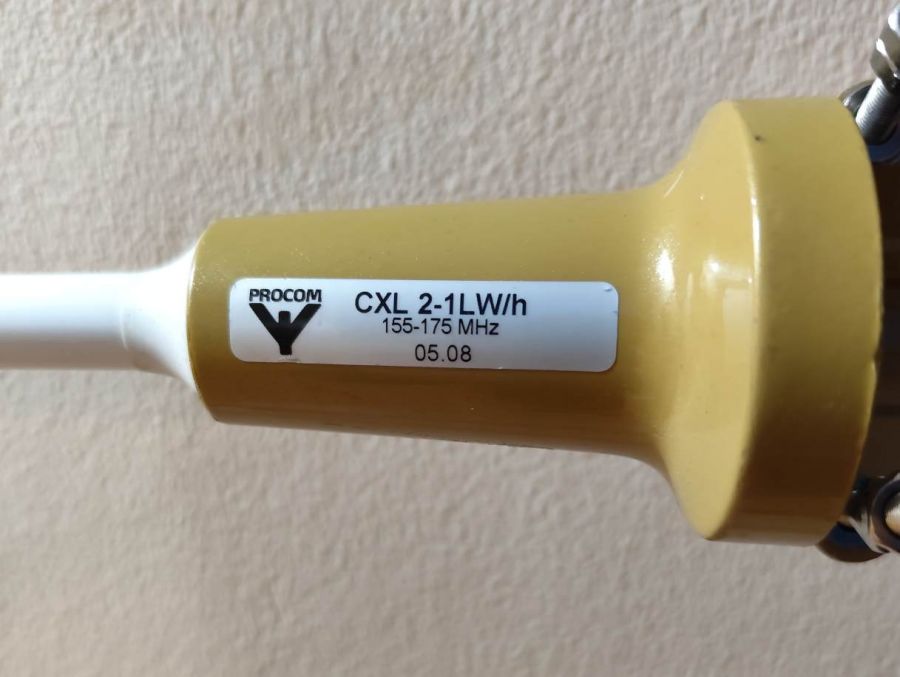 PROCOM
CXL 2-1LW/h
155-175 MHz
05.08